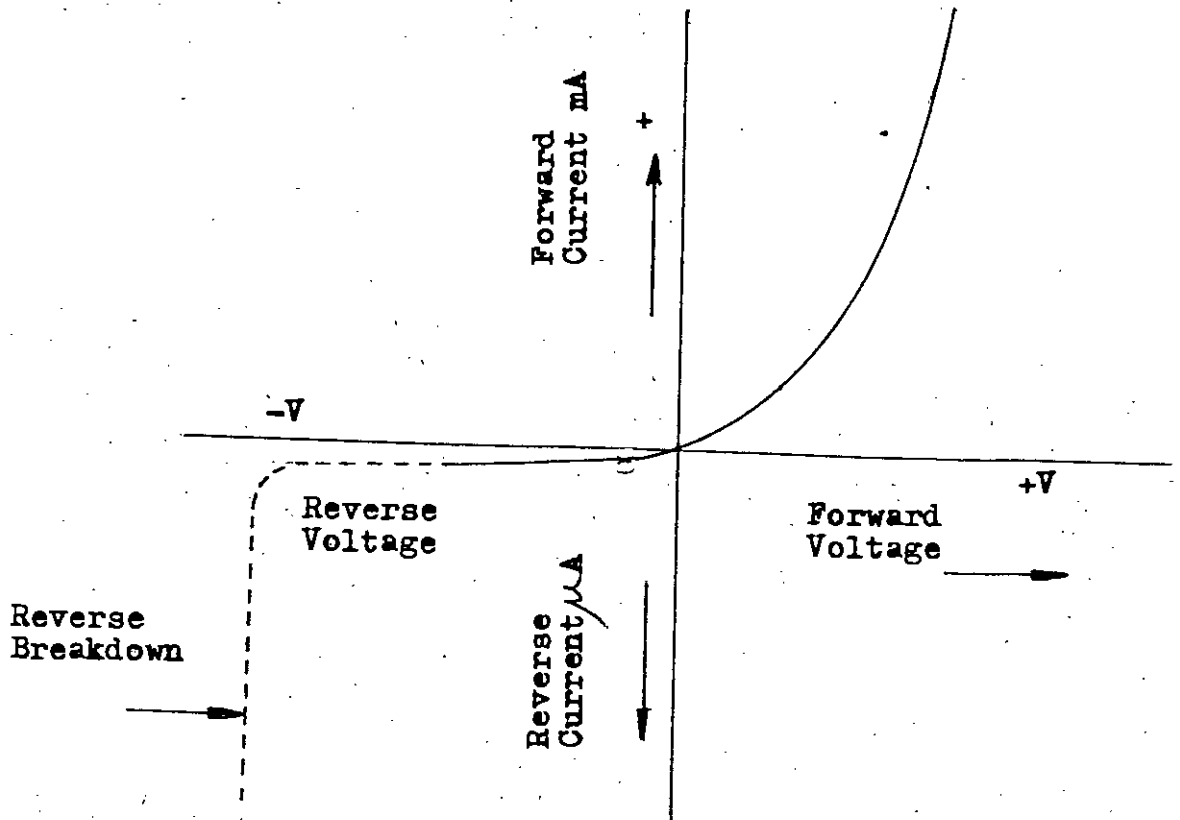 Forward
Current mA
+
-V
+V
Reverse
Voltage
Forward
Voltage
Reverse
Breakdown
Reverse
Current μA